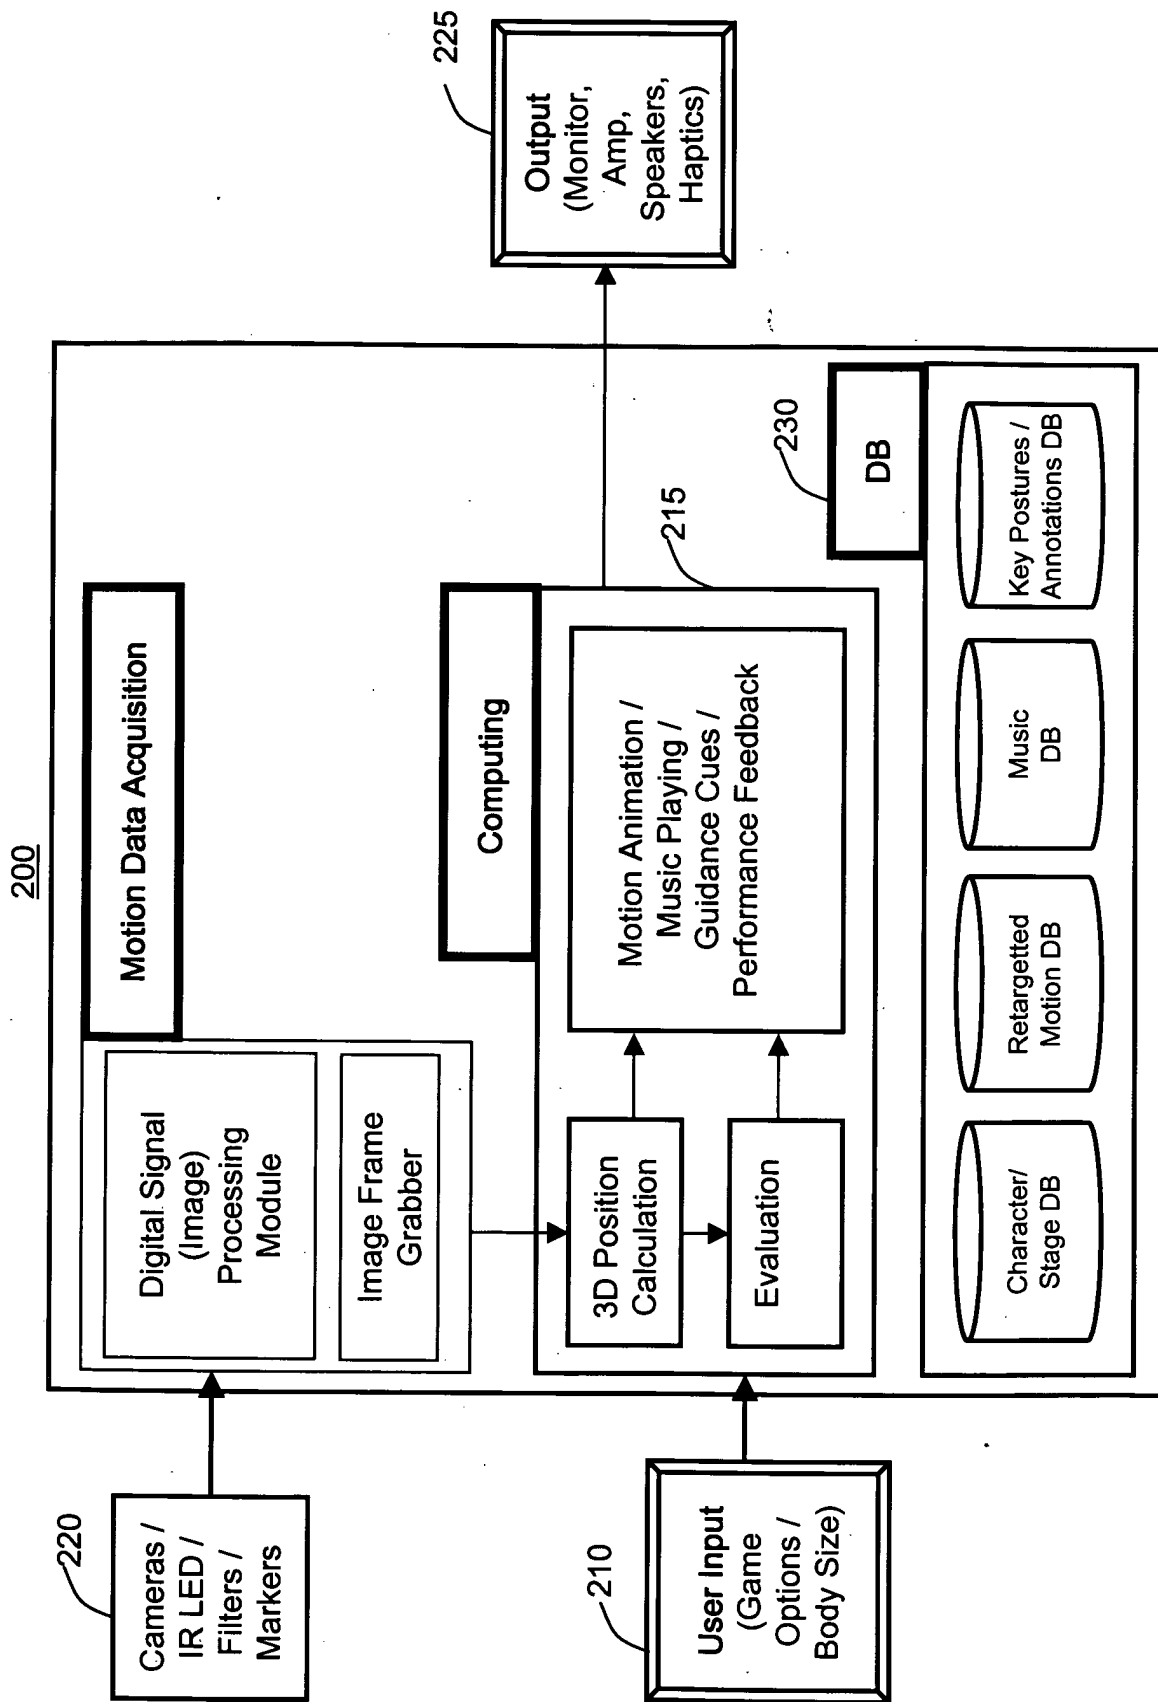 200
220
Cameras /
IR LED /
Filters /
Markers
Motion Data Acquisition
Digital Signal
(Image)
Processing
Module
Image Frame
Grabber
210
User Input
(Game
Options /
Body Size)
Computing
215
3D Position
Calculation
Evaluation
Motion Animation /
Music Playing /
Guidance Cues /
Performance Feedback
225
Output
(Monitor,
Amp,
Speakers,
Haptics)
230
DB
Character/
Stage DB
Retargetted
Motion DB
Music
DB
Key Postures /
Annotations DB